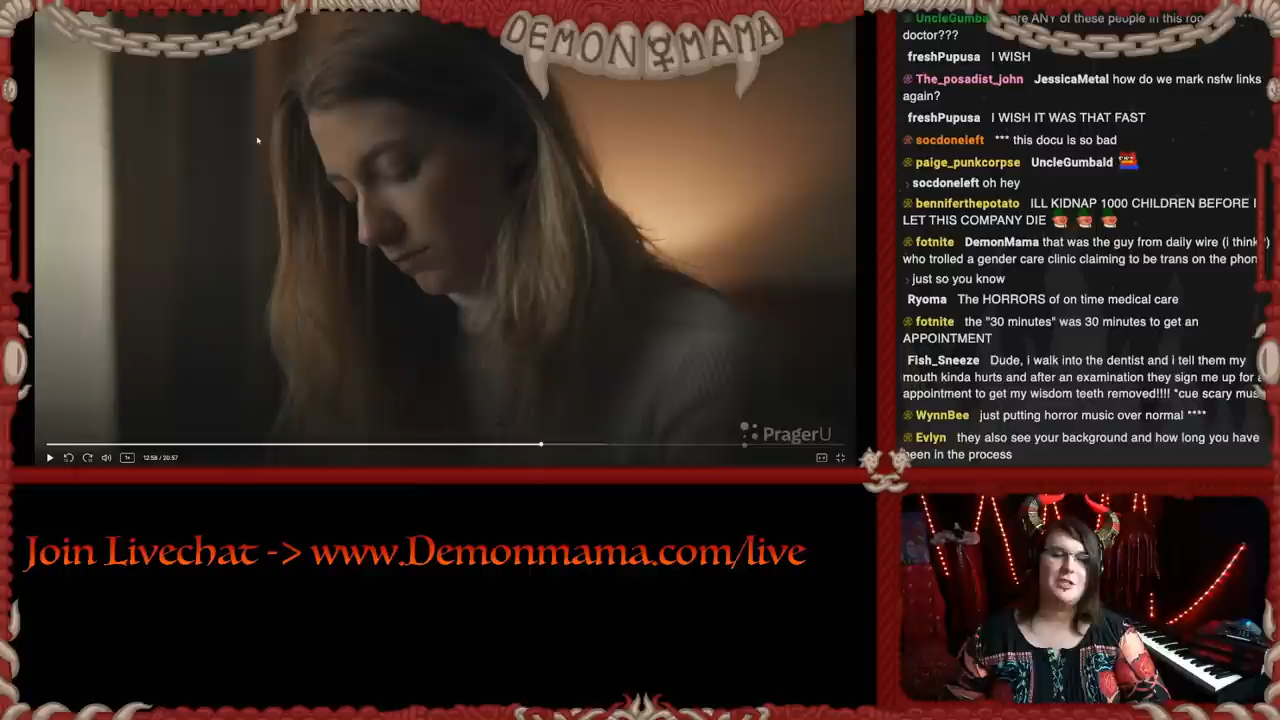 DEMON MAMA
UncleGumba are ANY of these people in this
doctor???
freshPupusa I WISH
The_posadist_john JessicaMetal how do we mark nsfw links
again?
freshPupusa I WISH IT WAS THAT FAST
socdoneleft *** this docu is so bad
paige_punkcorpse UncleGumbald
socdoneleft oh hey
benniferthepotato ILL KIDNAP 1000 CHILDREN BEFORE I
LET THIS COMPANY DIE
fotnite DemonMama that was the guy from daily wire (i think )
who trolled a gender care clinic claiming to be trans on the phon
just so you know
Ryoma The HORRORS of on time medical care
fotnite the "30 minutes" was 30 minutes to get an
APPOINTMENT
Fish_Sneeze Dude, i walk into the dentist and i tell them my
mouth kinda hurts and after an examination they sign me up for
appointment to get my wisdom teeth removed!!!! *cue scary mus
WynnBee just putting horror music over normal ****
Evlyn they also see your background and how long you have
been in the process
PragerU
1x 12:58 / 20:57
Join Livechat -> www.Demonmama.com/live